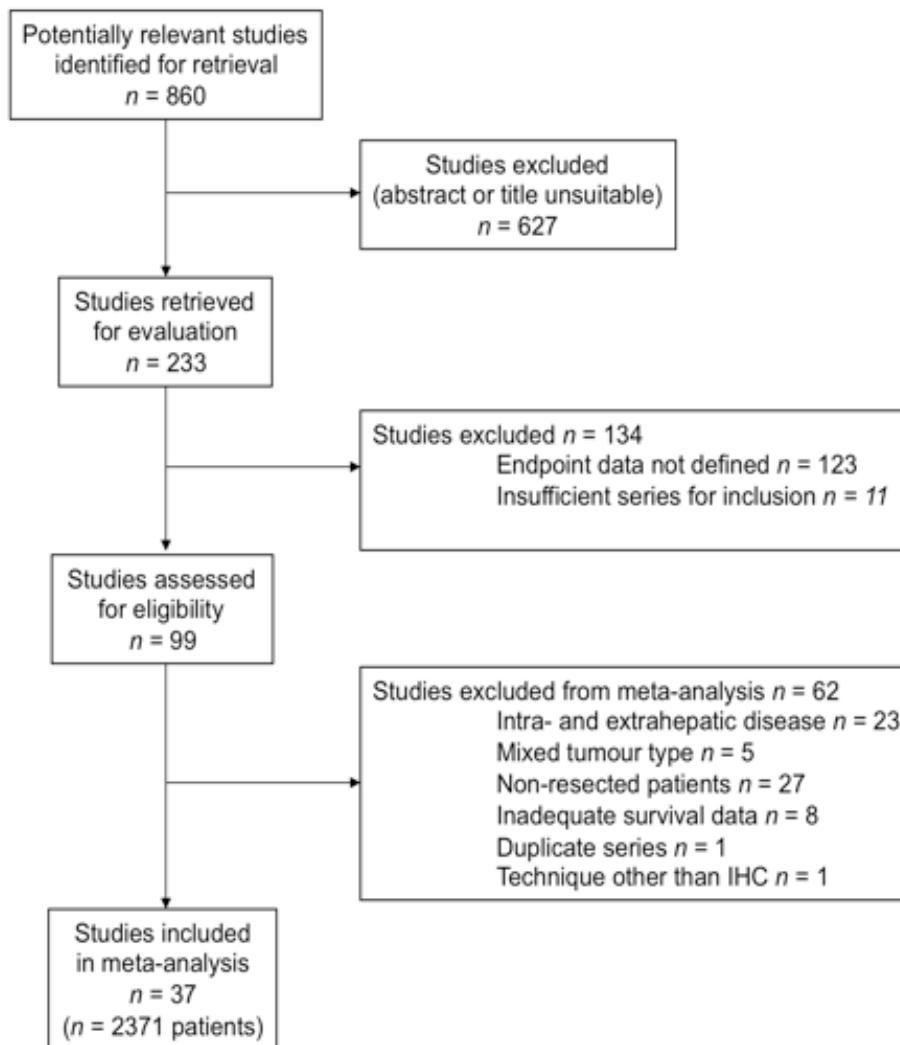 Potentially relevant studies
identified for retrieval
n = 860
Studies excluded
(abstract or title unsuitable)
n = 627
Studies retrieved
for evaluation
n = 233
Studies excluded n = 134
Endpoint data not defined n = 123
Insufficient series for inclusion n = 11
Studies assessed
for eligibility
n = 99
Studies excluded from meta-analysis n = 62
Intra- and extrahepatic disease n = 23
Mixed tumour type n = 5
Non-resected patients n = 27
Inadequate survival data n = 8
Duplicate series n = 1
Technique other than IHC n = 1
Studies included
in meta-analysis
n = 37
(n = 2371 patients)